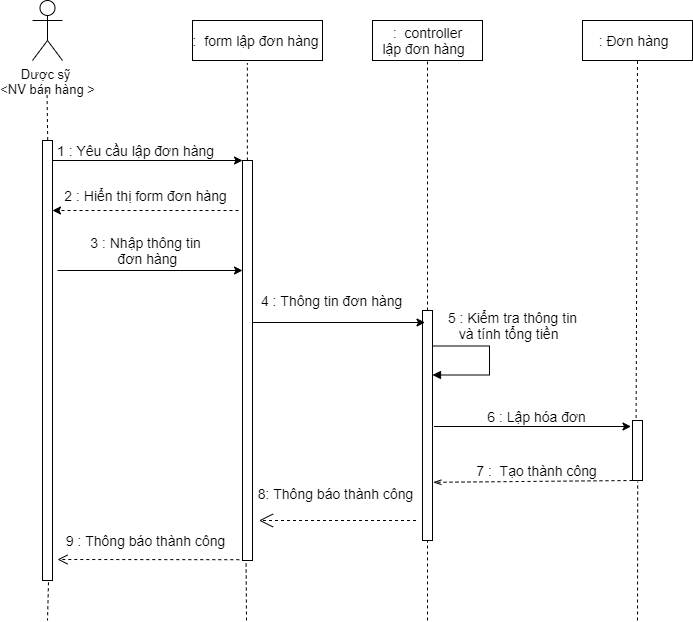 Dược sỹ
<NV bán hàng >
: form lập đơn hàng
: controller
lập đơn hàng
: Đơn hàng
1 : Yêu cầu lập đơn hàng
2 : Hiển thị form đơn hàng
3 : Nhập thông tin
đơn hàng
4 : Thông tin đơn hàng
5 : Kiểm tra thông tin
và tính tổng tiền
6 : Lập hóa đơn
7 : Tạo thành công
8: Thông báo thành công
9 : Thông báo thành công